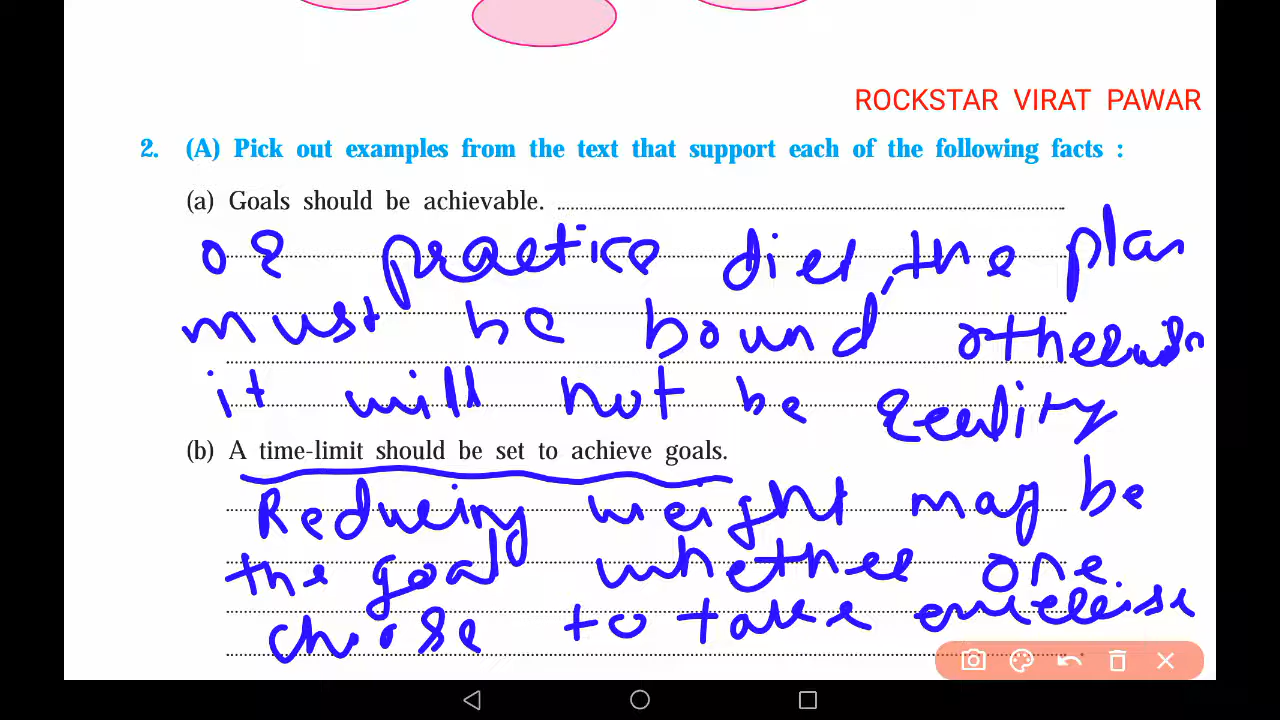 ROCKSTAR VIRAT PAWAR
2. (A) Pick out examples from the text that support each of the following facts :
(a) Goals should be achievable.
or practice diet, the plan
must be bound otherwise
it will not be reality
(b) A time-limit should be set to achieve goals.
Reducing weight may be
the goal whether one
choose to take exercise